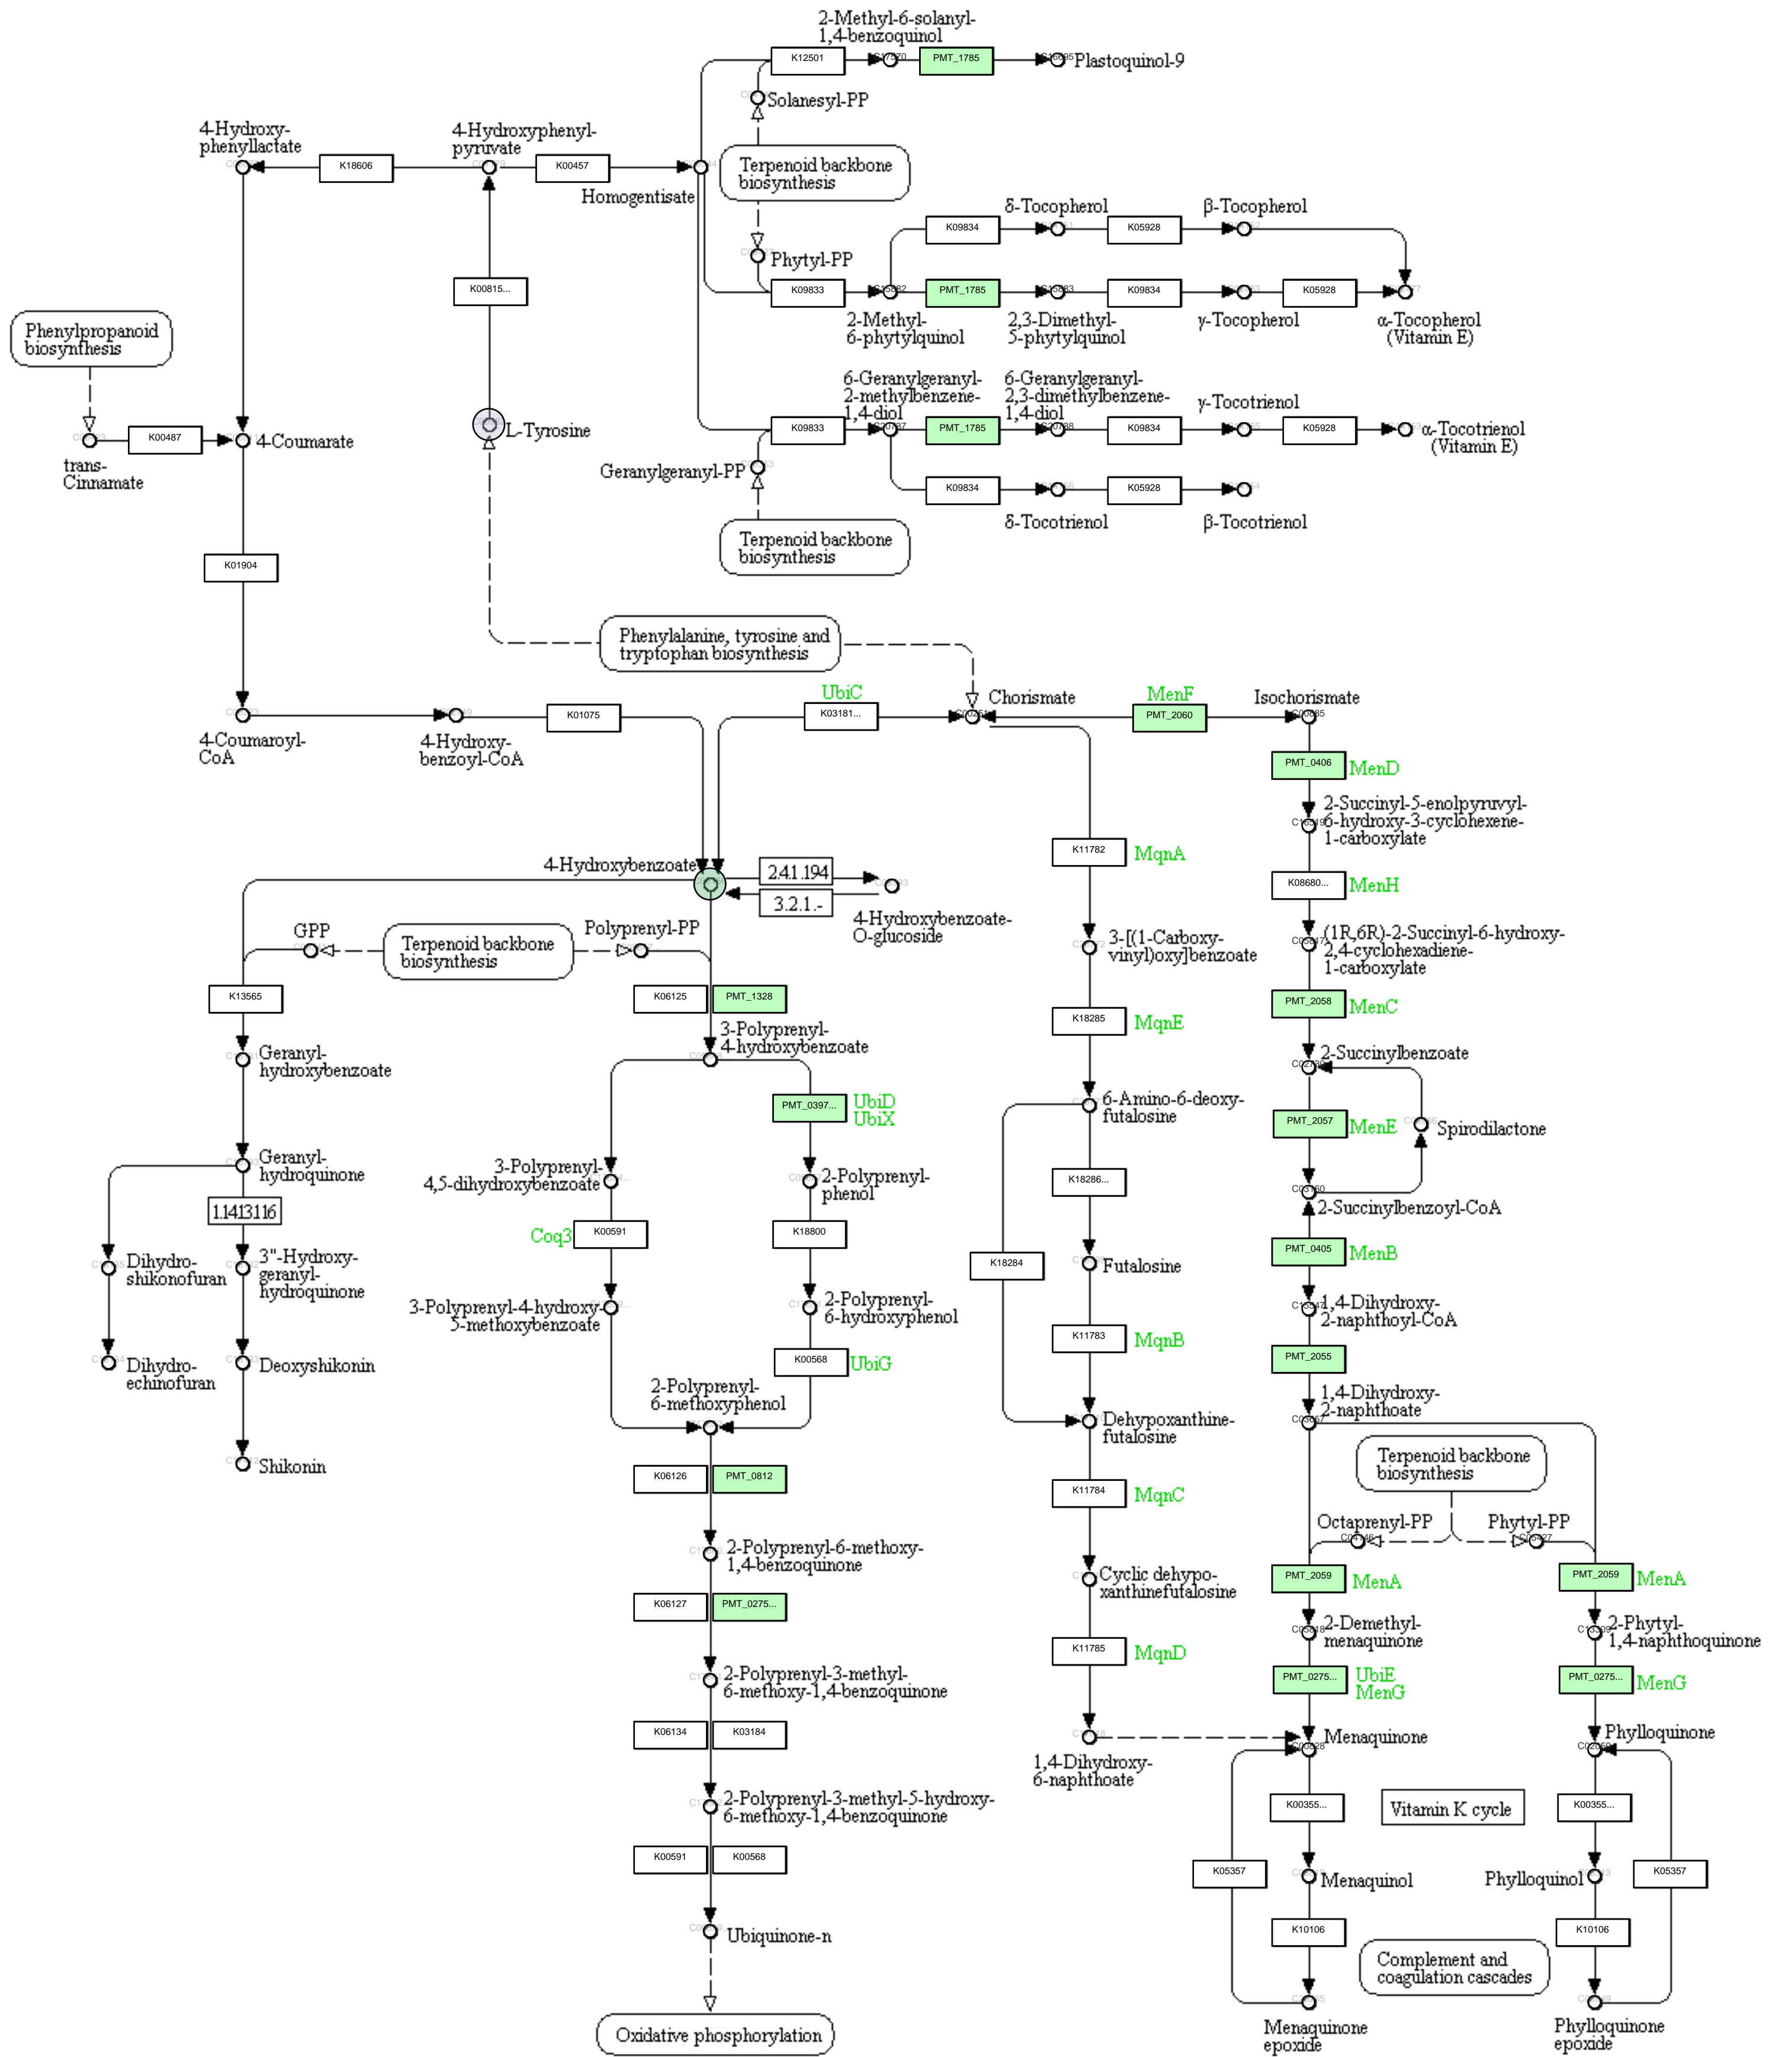 2-Methyl-6-solanyl-
1,4-benzoquinol
K12501
PMT_1785
Plastoquinol-9
Solanesyl-PP
4-Hydroxy-
phenyllactate
K18606
4-Hydroxyphenyl-
pyruvate
K00457
Homogentisate
Terpenoid backbone
biosynthesis
Phytyl-PP
δ-Tocopherol
β-Tocopherol
K09834
K05928
K00815...
K09833
PMT_1785
K09834
K05928
2-Methyl-
6-phytylquinol
2,3-Dimethyl-
5-phytylquinol
γ-Tocopherol
α-Tocopherol
(Vitamin E)
Phenylpropanoid
biosynthesis
6-Geranylgeranyl-
2-methylbenzene-
1,4-diol
6-Geranylgeranyl-
2,3-dimethylbenzene-
1,4-diol
γ-Tocotrienol
K00487
4-Coumarate
trans-
Cinnamate
L-Tyrosine
K09833
PMT_1785
K09834
K05928
α-Tocotrienol
(Vitamin E)
Geranylgeranyl-PP
K09834
K05928
δ-Tocotrienol
β-Tocotrienol
Terpenoid backbone
biosynthesis
K01904
Phenylalanine, tyrosine and
tryptophan biosynthesis
UbiC
Chorismate
MenF
Isochorismate
K01075
K03181...
PMT_2060
4-Coumaroyl-
CoA
4-Hydroxy-
benzoyl-CoA
PMT_0406
MenD
2-Succinyl-5-enolpyruvyl-
6-hydroxy-3-cyclohexene-
1-carboxylate
K11782
MqnA
4-Hydroxybenzoate
2.4.1.194
3.2.1.-
4-Hydroxybenzoate-
O-glucoside
K08680...
MenH
GPP
Terpenoid backbone
biosynthesis
Polyprenyl-PP
3-[(1-Carboxy-
vinyl)oxy]benzoate
(1R,6R)-2-Succinyl-6-hydroxy-
2,4-cyclohexadiene-
1-carboxylate
K13565
K06125
PMT_1328
K18285
MqnE
PMT_2058
MenC
Geranyl-
hydroxybenzoate
3-Polyprenyl-
4-hydroxybenzoate
2-Succinylbenzoate
PMT_0397...
UbiD
UbiX
6-Amino-6-deoxy-
futalosine
PMT_2057
MenE
Spirodilactone
Geranyl-
hydroquinone
3-Polyprenyl-
4,5-dihydroxybenzoate
2-Polyprenyl-
phenol
K18286...
2-Succinylbenzoyl-CoA
1.14.13.116
Coq3
K00591
K18800
PMT_0405
MenB
Dihydro-
shikonofuran
3"-Hydroxy-
geranyl-
hydroquinone
K18284
Futalosine
3-Polyprenyl-4-hydroxy-
5-methoxybenzoate
2-Polyprenyl-
6-hydroxyphenol
1,4-Dihydroxy-
2-naphthoyl-CoA
K11783
MqnB
Dihydro-
echinofuran
Deoxyshikonin
K00568
UbiG
PMT_2055
2-Polyprenyl-
6-methoxyphenol
1,4-Dihydroxy-
2-naphthoate
Dehypoxanthine-
futalosine
Shikonin
K06126
PMT_0812
K11784
MqnC
Terpenoid backbone
biosynthesis
Octaprenyl-PP
Phytyl-PP
2-Polyprenyl-6-methoxy-
1,4-benzoquinone
Cyclic dehypo-
xanthinefutalosine
PMT_2059
MenA
PMT_2059
MenA
K06127
PMT_0275...
2-Demethyl-
menaquinone
2-Phytyl-
1,4-naphthoquinone
K11785
MqnD
2-Polyprenyl-3-methyl-
6-methoxy-1,4-benzoquinone
PMT_0275...
UbiE
MenG
PMT_0275...
MenG
K06134
K03184
Menaquinone
Phylloquinone
1,4-Dihydroxy-
6-naphthoate
2-Polyprenyl-3-methyl-5-hydroxy-
6-methoxy-1,4-benzoquinone
K00355...
Vitamin K cycle
K00355...
K00591
K00568
K05357
Menaquinol
Phylloquinol
K05357
Ubiquinone-n
K10106
K10106
Complement and
coagulation cascades
Oxidative phosphorylation
Menaquinone
epoxide
Phylloquinone
epoxide